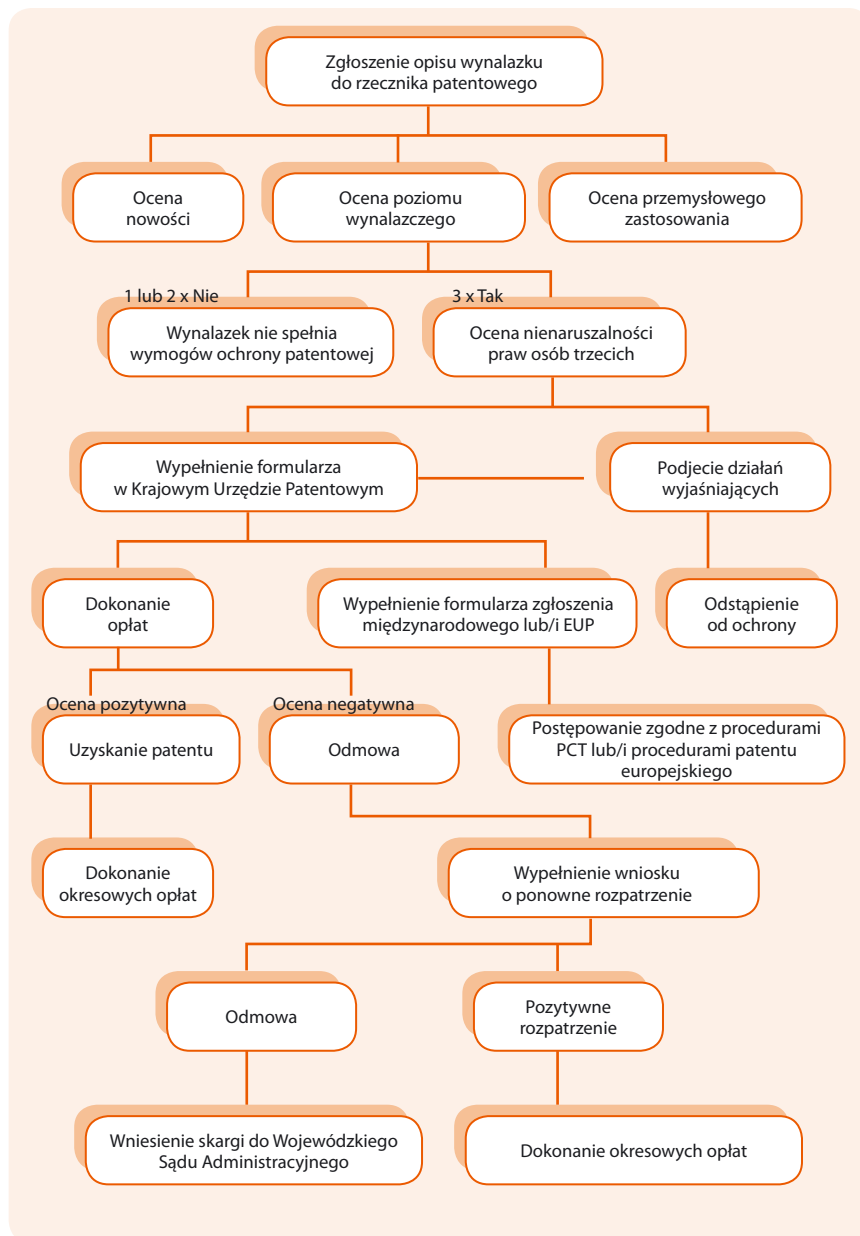 Zgłoszenie opisu wynalazku
do rzecznika patentowego
Ocena
nowości
Ocena poziomu
wynalazczego
Ocena przemysłowego
zastosowania
1 lub 2 x Nie
Wynalazek nie spełnia
wymogów ochrony patentowej
3 x Tak
Ocena nienaruszalności
praw osób trzecich
Wypełnienie formularza
w Krajowym Urzędzie Patentowym
Podjecie działań
wyjaśniających
Dokonanie
opłat
Wypełnienie formularza zgłoszenia
międzynarodowego lub/i EUP
Odstąpienie
od ochrony
Ocena pozytywna
Uzyskanie patentu
Ocena negatywna
Odmowa
Postępowanie zgodne z procedurami
PCT lub/i procedurami patentu
europejskiego
Dokonanie
okresowych opłat
Wypełnienie wniosku
o ponowne rozpatrzenie
Odmowa
Pozytywne
rozpatrzenie
Wniesienie skargi do Wojewódzkiego
Sądu Administracyjnego
Dokonanie okresowych opłat